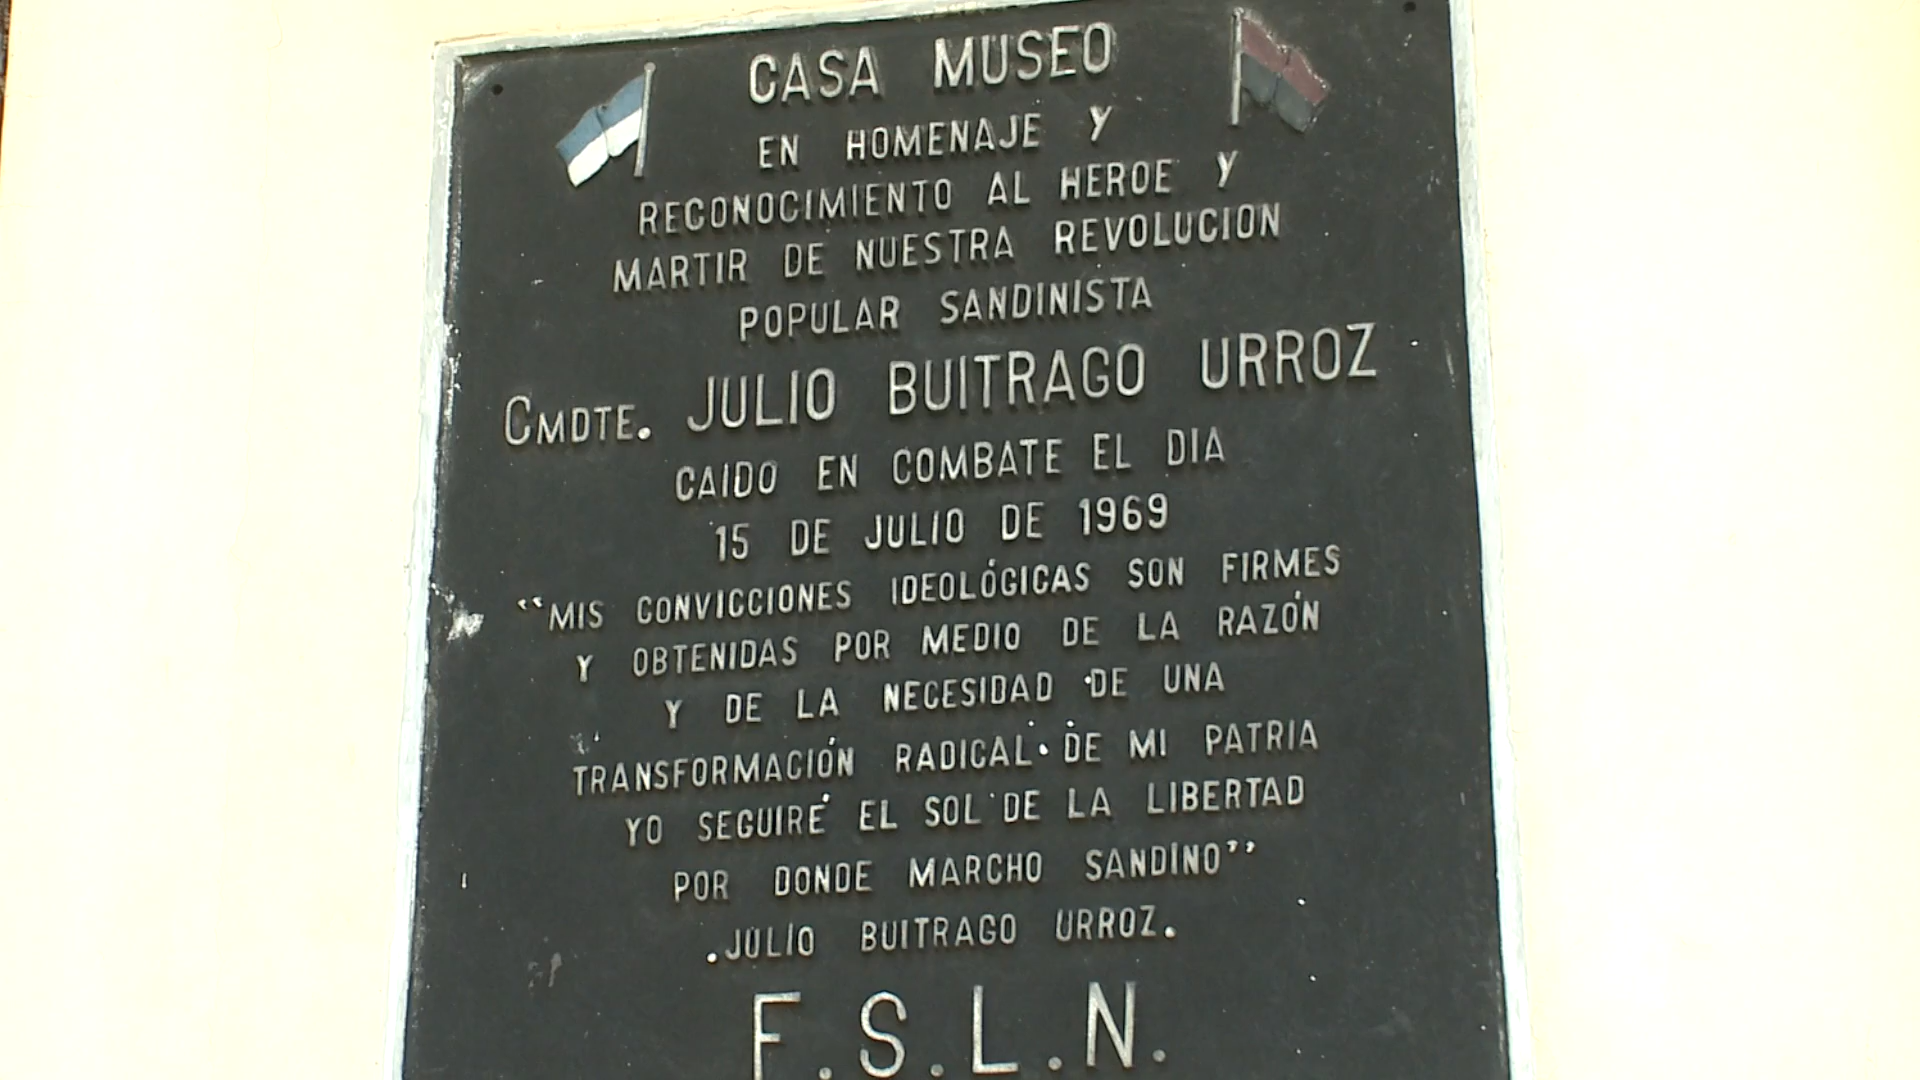 CASA MUSEO
EN HOMENAJE Y
RECONOCIMIENTO AL HEROE Y
MARTIR DE NUESTRA REVOLUCION
POPULAR SANDINISTA
CMDTE. JULIO BUITRAGO URROZ
CAIDO EN COMBATE EL DIA
15 DE JULIO DE 1969
“MIS CONVICCIONES IDEOLÓGICAS SON FIRMES
Y OBTENIDAS POR MEDIO DE LA RAZÓN
Y DE LA NECESIDAD DE UNA
TRANSFORMACIÓN RADICAL DE MI PATRIA
YO SEGUIRÉ EL SOL DE LA LIBERTAD
POR DONDE MARCHO SANDINO”
.JULIO BUITRAGO URROZ.
F.S.L.N.